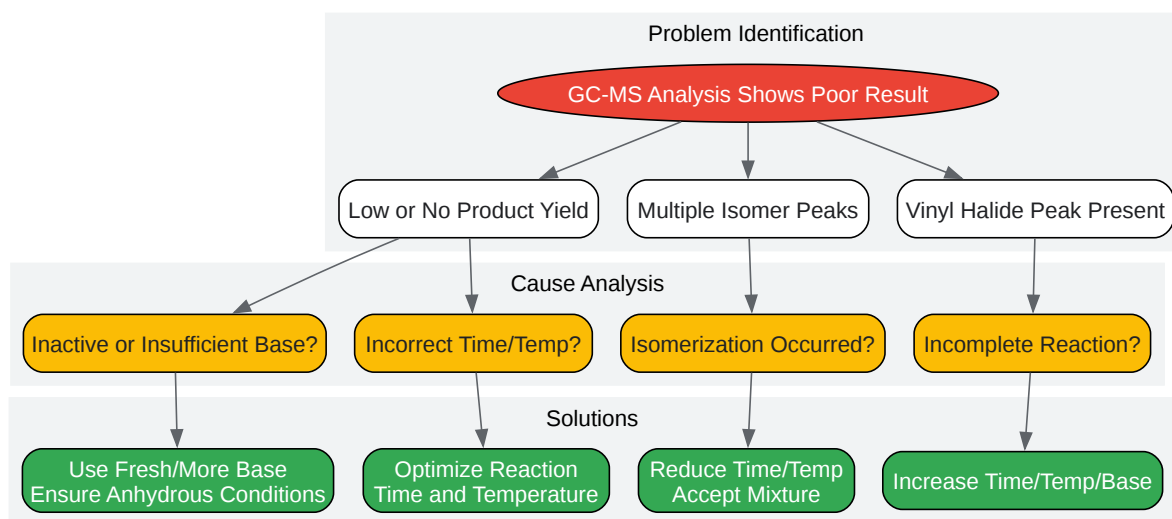 Problem Identification
GC-MS Analysis Shows Poor Result
Low or No Product Yield
Multiple Isomer Peaks
Vinyl Halide Peak Present
Cause Analysis
Inactive or Insufficient Base?
Incorrect Time/Temp?
Isomerization Occurred?
Incomplete Reaction?
Solutions
Use Fresh/More Base
Ensure Anhydrous Conditions
Optimize Reaction
Time and Temperature
Reduce Time/Temp
Accept Mixture
Increase Time/Temp/Base